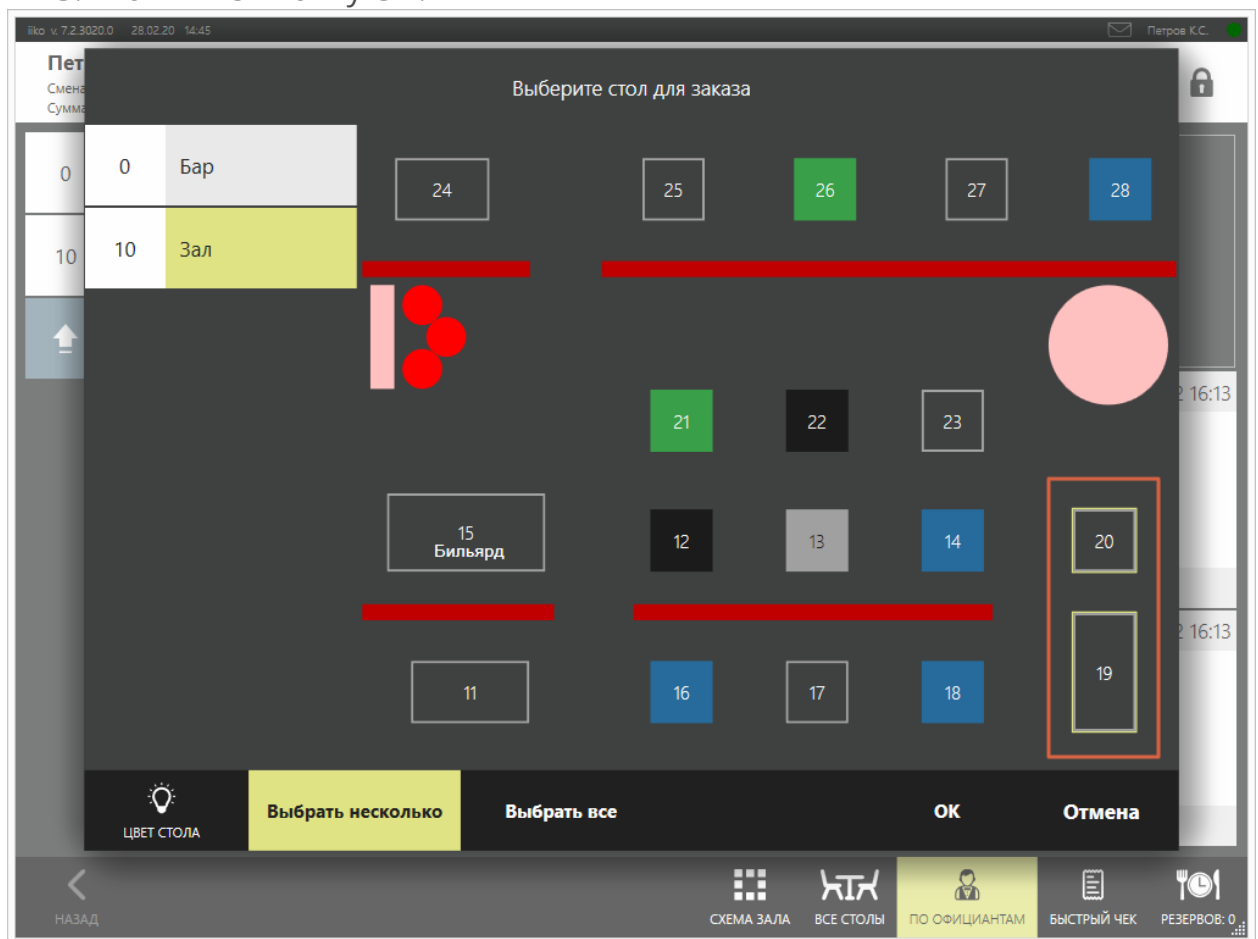 iiko v. 7.2.3020.0 28.02.20 14:45 Петров К.С.
Пет
Смена
Сумма
Выберите стол для заказа
0 0 Бар
10 10 Зал
24 25 26 27 28
2 16:13
21 22 23
15
Бильярд
12 13 14 20
2 16:13
11 16 17 18 19
ЦВЕТ СТОЛА
Выбрать несколько
Выбрать все
ОК
Отмена
НАЗАД
СХЕМА ЗАЛА
ВСЕ СТОЛЫ
ПО ОФИЦИАНТАМ
БЫСТРЫЙ ЧЕК
РЕЗЕРВОВ: 0